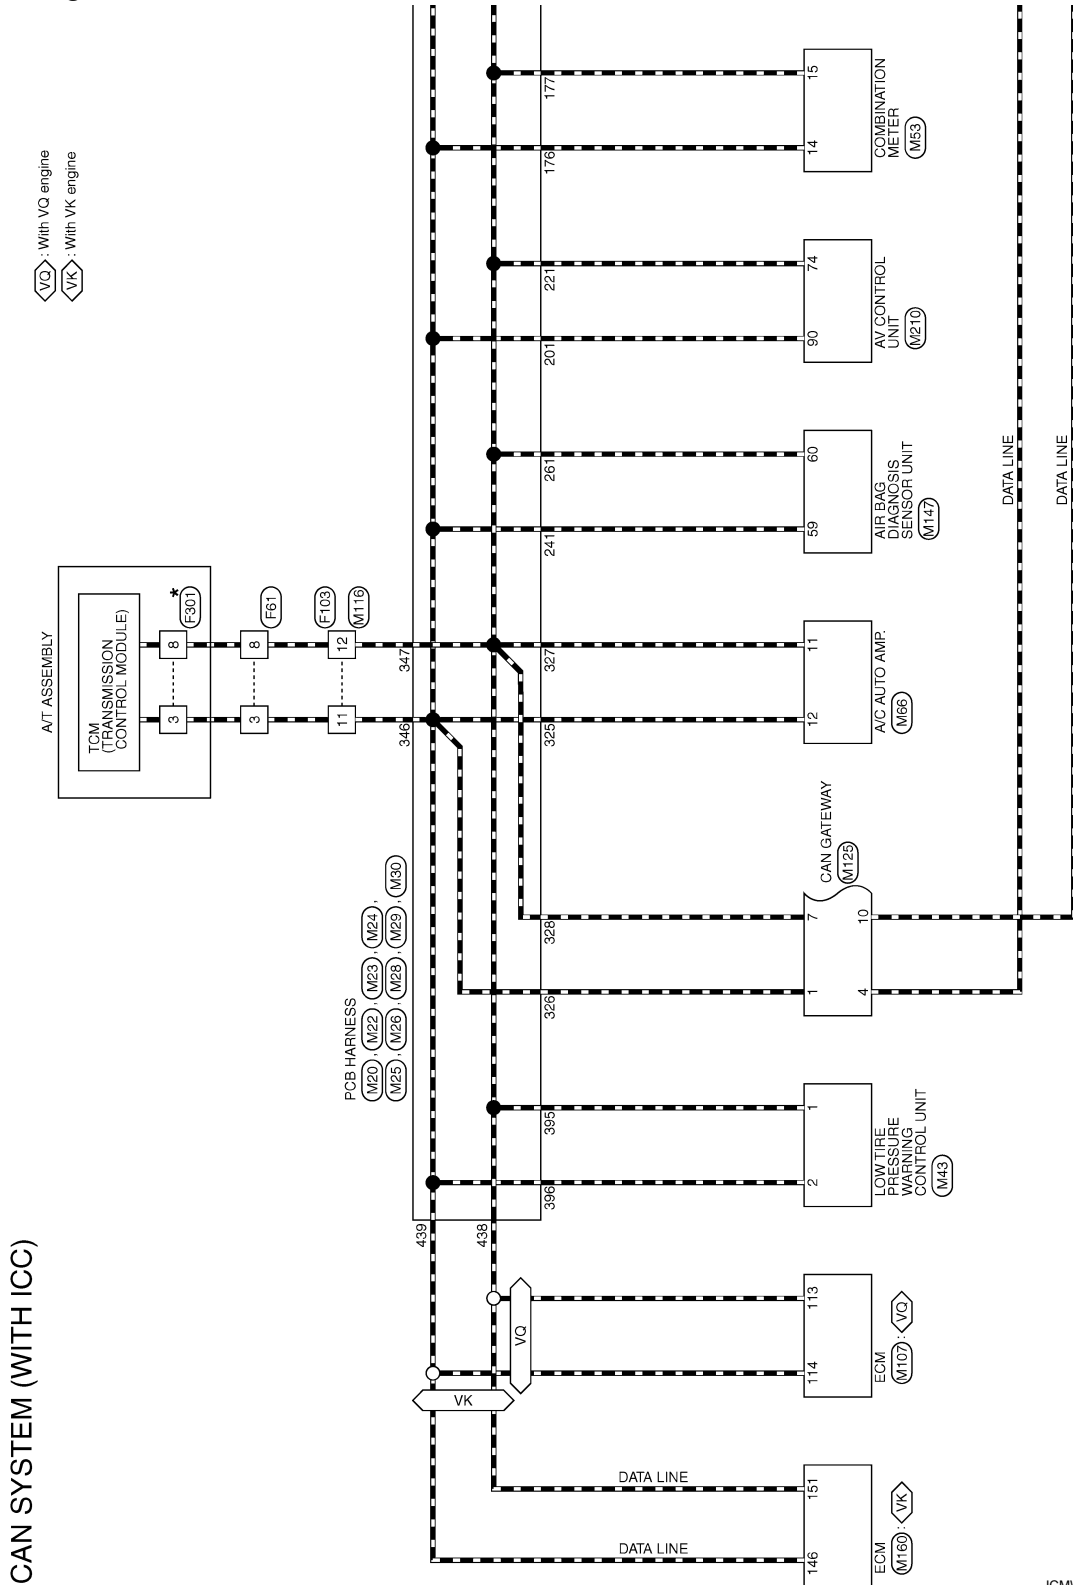 CAN SYSTEM (WITH ICC)
VQ : With VQ engine
VK : With VK engine
A/T ASSEMBLY
TCM
(TRANSMISSION
CONTROL MODULE)
3
8
*
F301
3
8
F61
11
12
F103
M116
346
347
PCB HARNESS
M20 , M22 , M23 , M24 ,
M25 , M26 , M28 , M29 , M30
439
438
396
395
326
328
325
327
241
261
201
221
176
177
VK
VQ
DATA LINE
DATA LINE
146
151
ECM
M160 : VK
114
113
ECM
M107 : VQ
2
1
LOW TIRE
PRESSURE
WARNING
CONTROL UNIT
M43
1
7
4
10
CAN GATEWAY
M125
12
11
A/C AUTO AMP.
M66
59
60
AIR BAG
DIAGNOSIS
SENSOR UNIT
M147
90
74
AV CONTROL
UNIT
M210
14
15
COMBINATION
METER
M53
DATA LINE
DATA LINE